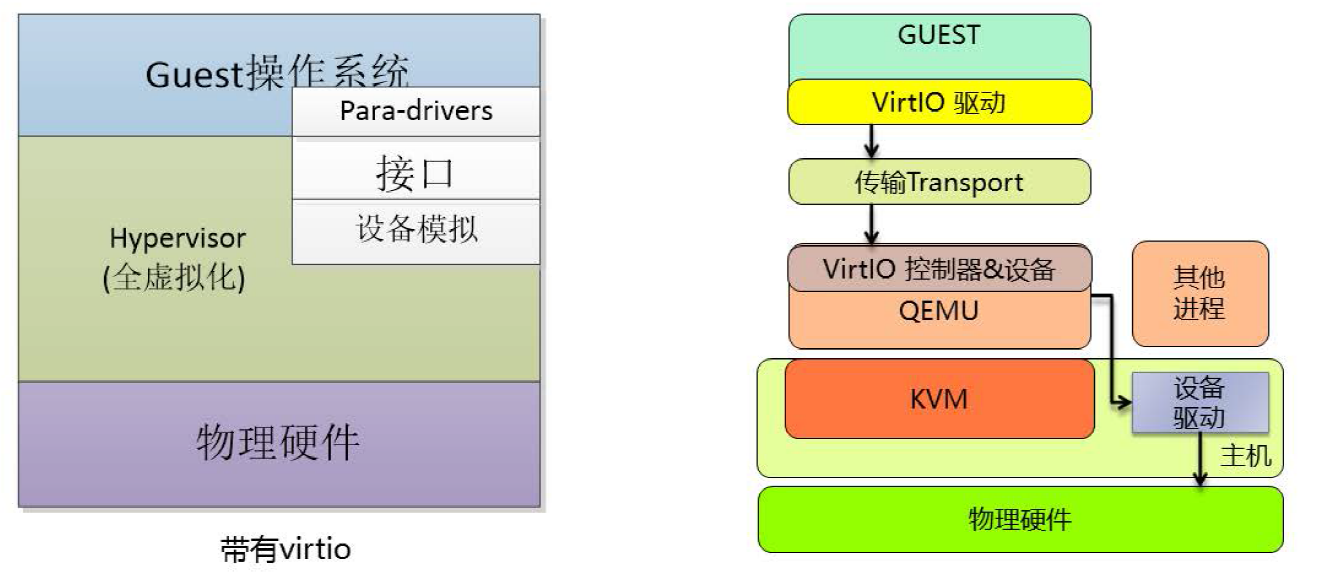 Guest操作系统
Para-drivers
接口
设备模拟
Hypervisor
(全虚拟化)
物理硬件
带有virtio
GUEST
VirtIO 驱动
传输Transport
VirtIO 控制器&设备
QEMU
其他
进程
KVM
设备
驱动
主机
物理硬件